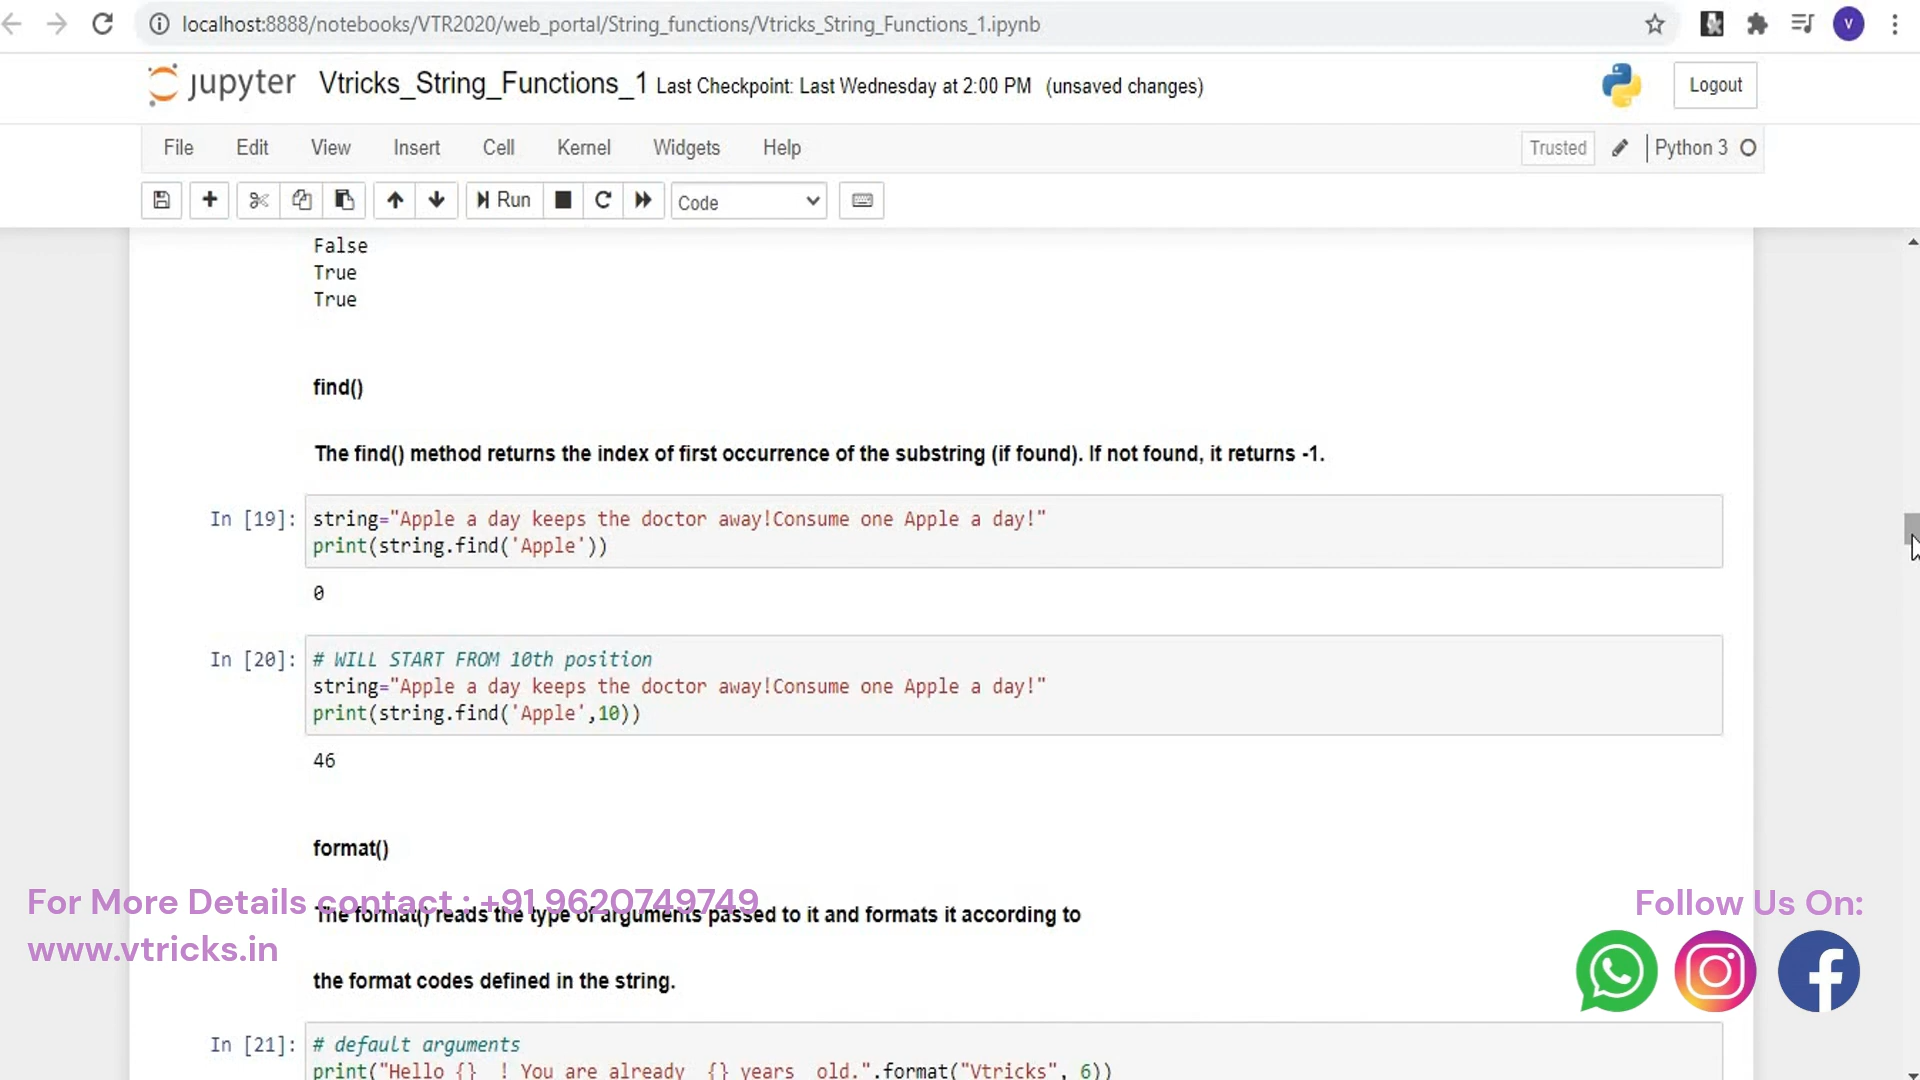 localhost:8888/notebooks/VTR2020/web_portal/String_functions/Vtricks_String_Functions_1.ipynb
V
jupyter Vtricks_String_Functions_1 Last Checkpoint: Last Wednesday at 2:00 PM (unsaved changes)
Logout
File Edit View Insert Cell Kernel Widgets Help
Trusted Python 3
Run Code
False
True
True
find()
The find() method returns the index of first occurrence of the substring (if found). If not found, it returns -1.
In [19]: string="Apple a day keeps the doctor away!Consume one Apple a day!"
print(string.find('Apple'))
0
In [20]: # WILL START FROM 10th position
string="Apple a day keeps the doctor away!Consume one Apple a day!"
print(string.find('Apple',10))
46
format()
For More Details contact : +91 9620749749
Follow Us On:
The format() reads the type of arguments passed to it and formats it according to
www.vtricks.in
the format codes defined in the string.
In [21]: # default arguments
print("Hello {} ! You are already {} years old.".format("Vtricks", 6))